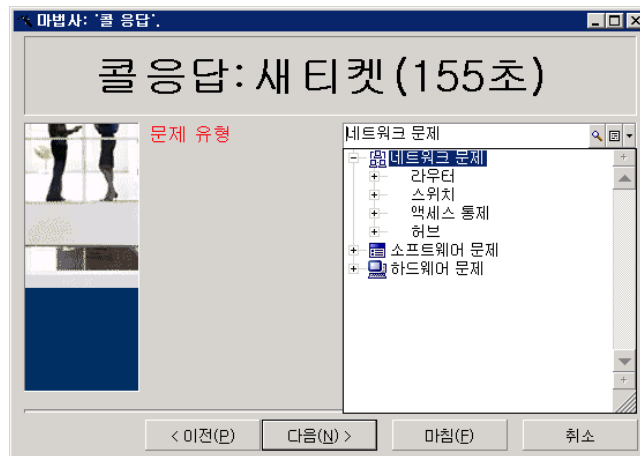 마법사: '콜 응답'.
콜 응답: 새 티켓 (155초)
문제 유형
네트워크 문제
네트워크 문제
라우터
스위치
액세스 통제
허브
소프트웨어 문제
하드웨어 문제
< 이전(P)
다음(N) >
마침(F)
취소